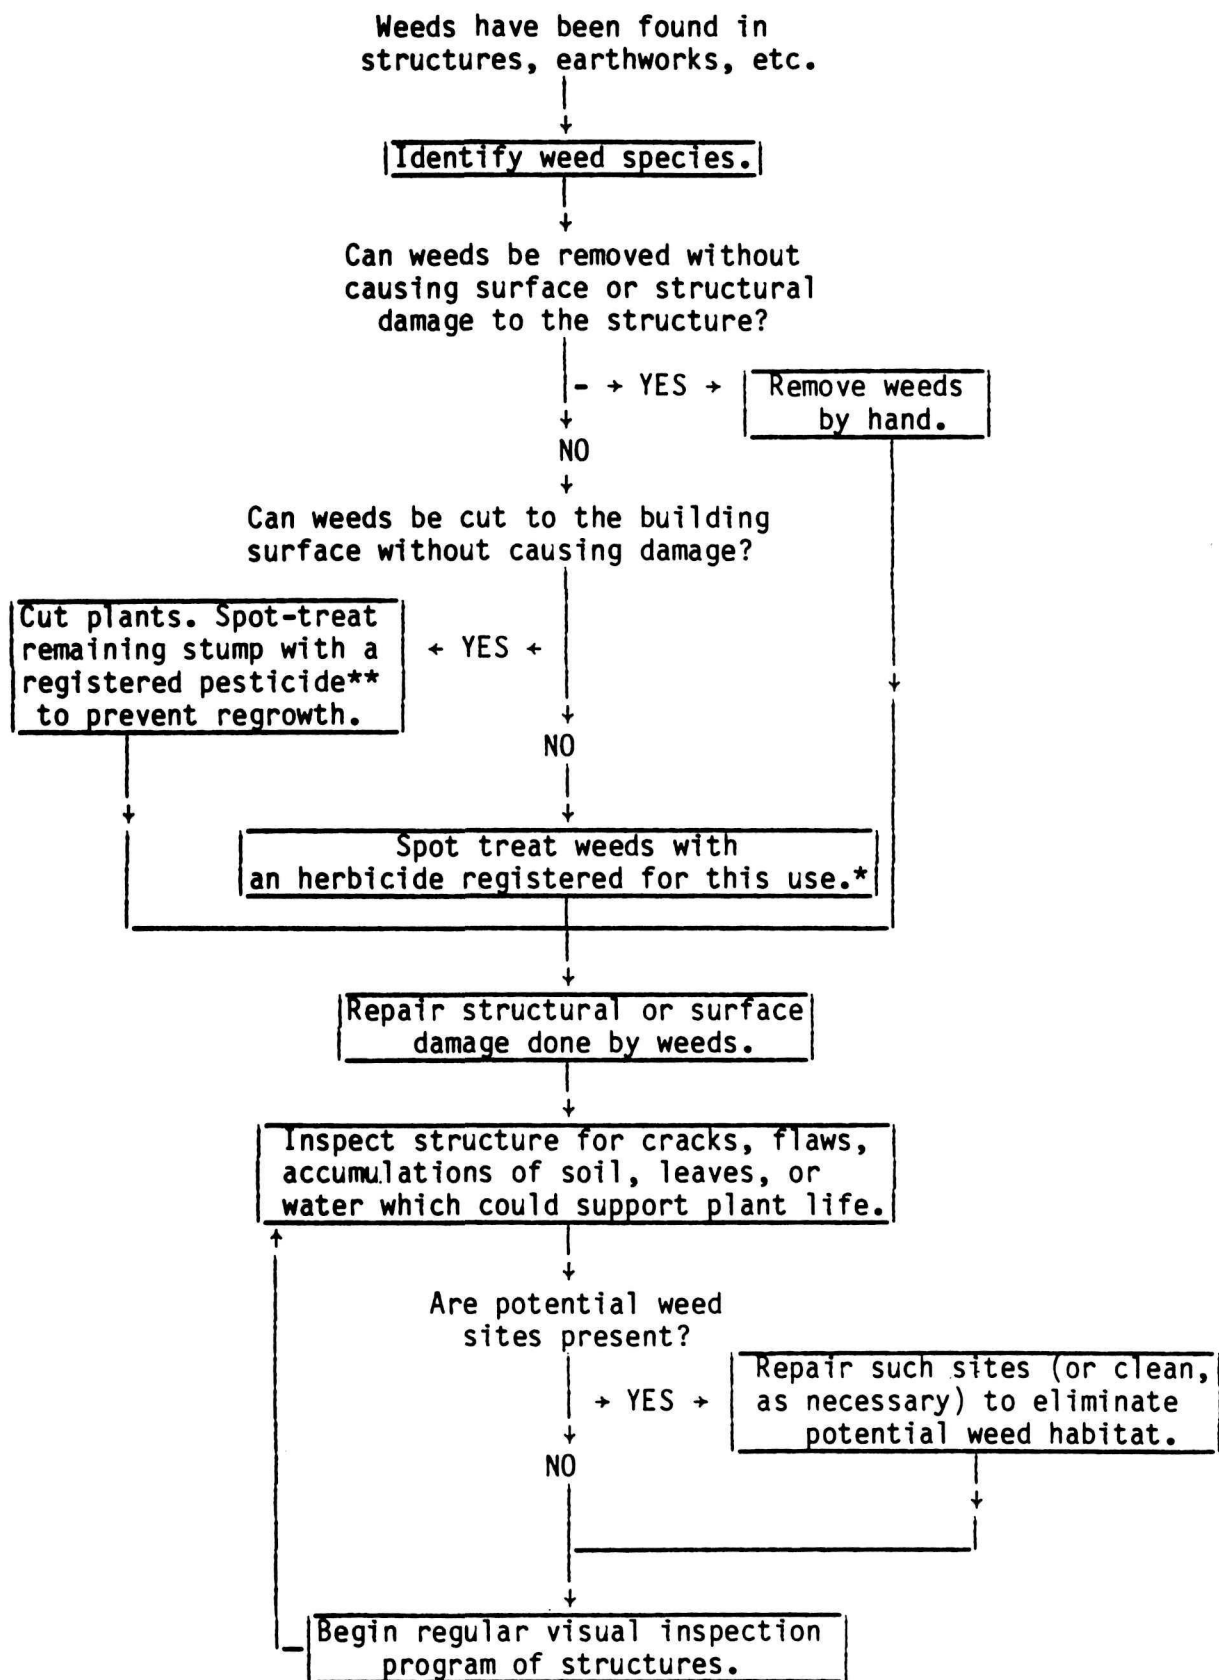 Weeds have been found in
structures, earthworks, etc.
Identify weed species.
Can weeds be removed without
causing surface or structural
damage to the structure?
YES
Remove weeds
by hand.
NO
Can weeds be cut to the building
surface without causing damage?
Cut plants. Spot-treat
remaining stump with a
registered pesticide**
to prevent regrowth.
YES
NO
Spot treat weeds with
an herbicide registered for this use.*
Repair structural or surface
damage done by weeds.
Inspect structure for cracks, flaws,
accumulations of soil, leaves, or
water which could support plant life.
Are potential weed
sites present?
YES
Repair such sites (or clean,
as necessary) to eliminate
potential weed habitat.
NO
Begin regular visual inspection
program of structures.